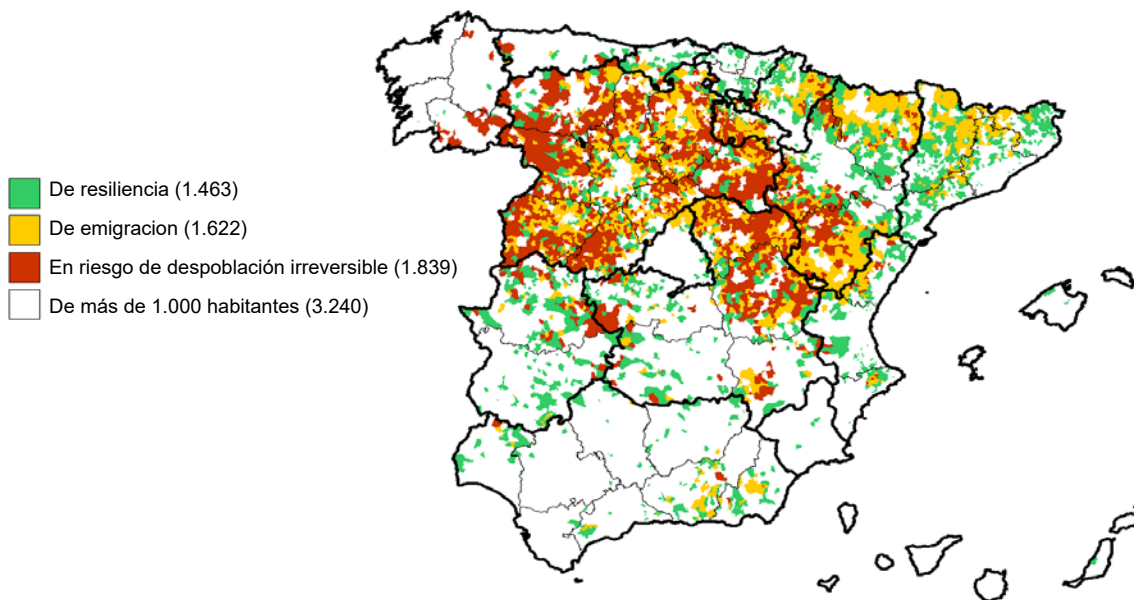 De resiliencia (1.463)
De emigracion (1.622)
En riesgo de despoblación irreversible (1.839)
De más de 1.000 habitantes (3.240)